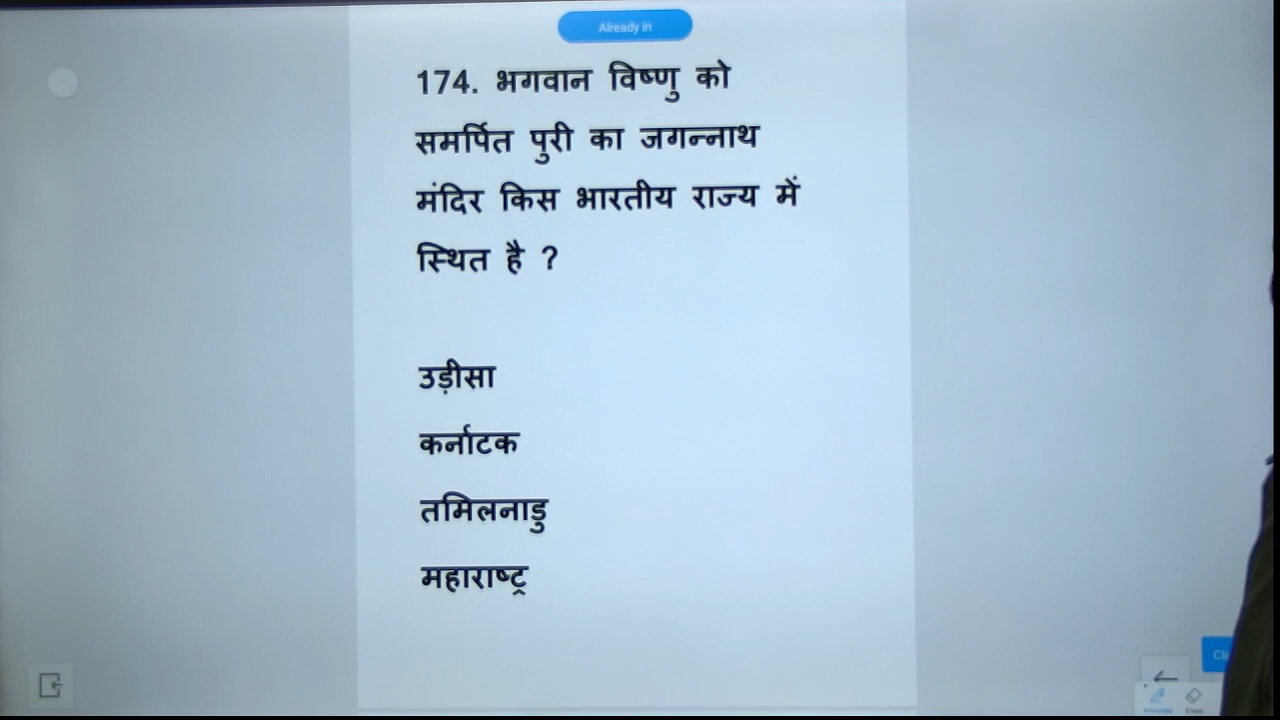 Already in
174. भगवान विष्णु को
समर्पित पुरी का जगन्नाथ
मंदिर किस भारतीय राज्य में
स्थित है ?
उड़ीसा
कर्नाटक
तमिलनाडु
महाराष्ट्र